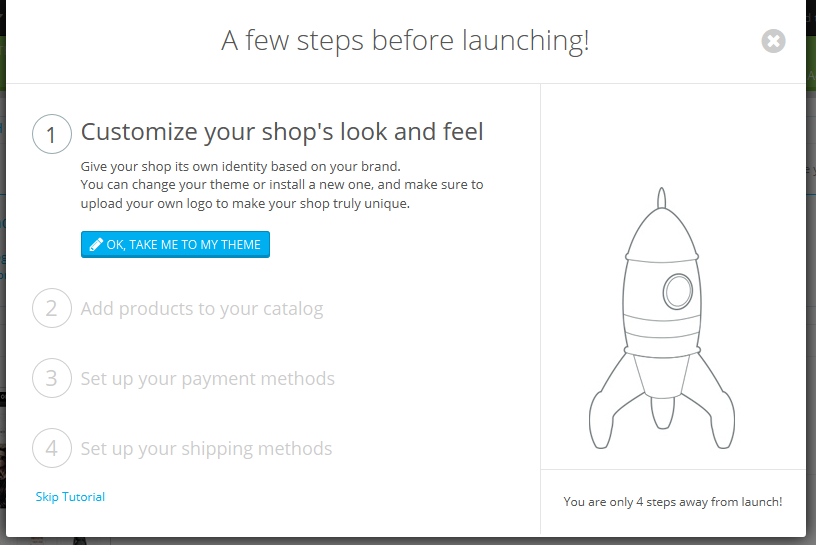 A few steps before launching!
1
Customize your shop's look and feel
Give your shop its own identity based on your brand.
You can change your theme or install a new one, and make sure to
upload your own logo to make your shop truly unique.
OK, TAKE ME TO MY THEME
2
Add products to your catalog
3
Set up your payment methods
4
Set up your shipping methods
Skip Tutorial
You are only 4 steps away from launch!